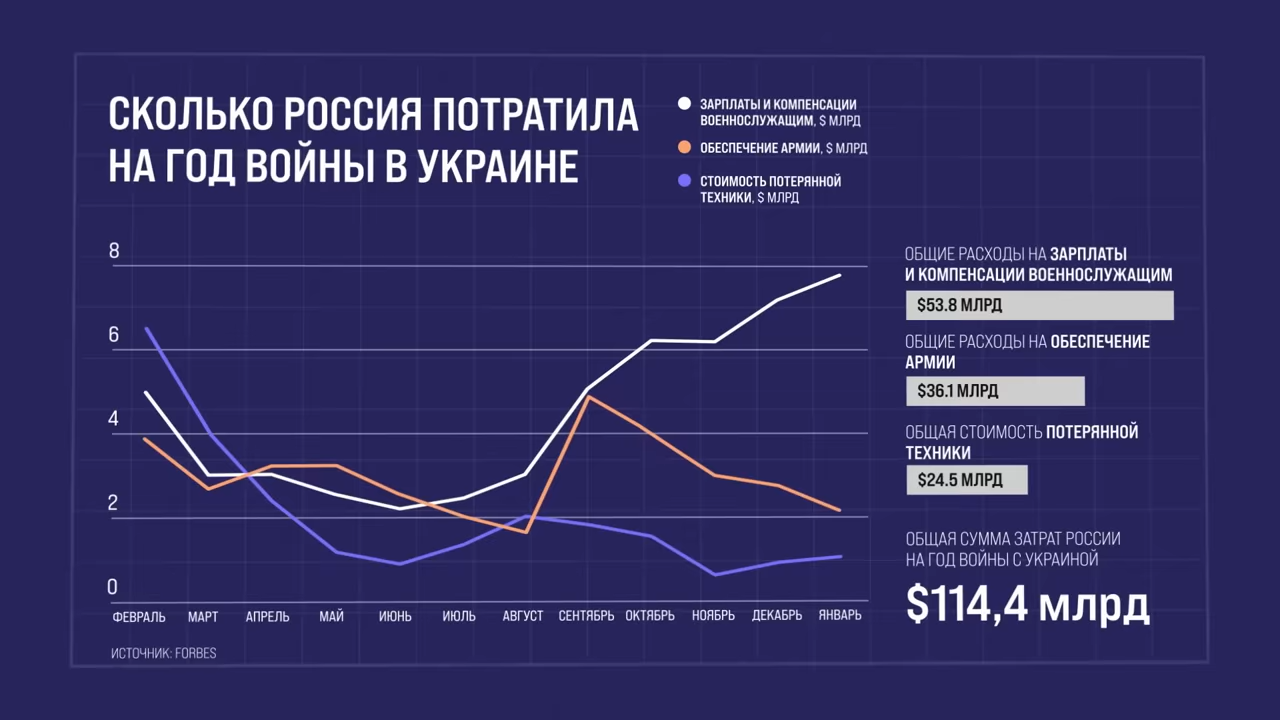 СКОЛЬКО РОССИЯ ПОТРАТИЛА
НА ГОД ВОЙНЫ В УКРАИНЕ
ЗАРПЛАТЫ И КОМПЕНСАЦИИ
ВОЕННОСЛУЖАЩИМ, $ МЛРД
ОБЕСПЕЧЕНИЕ АРМИИ, $ МЛРД
СТОИМОСТЬ ПОТЕРЯННОЙ
ТЕХНИКИ, $ МЛРД
8
6
4
2
0
ФЕВРАЛЬ МАРТ АПРЕЛЬ МАЙ ИЮНЬ ИЮЛЬ АВГУСТ СЕНТЯБРЬ ОКТЯБРЬ НОЯБРЬ ДЕКАБРЬ ЯНВАРЬ
ИСТОЧНИК: FORBES
ОБЩИЕ РАСХОДЫ НА ЗАРПЛАТЫ
И КОМПЕНСАЦИИ ВОЕННОСЛУЖАЩИМ
$53.8 МЛРД
ОБЩИЕ РАСХОДЫ НА ОБЕСПЕЧЕНИЕ
АРМИИ
$36.1 МЛРД
ОБЩАЯ СТОИМОСТЬ ПОТЕРЯННОЙ
ТЕХНИКИ
$24.5 МЛРД
ОБЩАЯ СУММА ЗАТРАТ РОССИИ
НА ГОД ВОЙНЫ С УКРАИНОЙ
$114,4 млрд